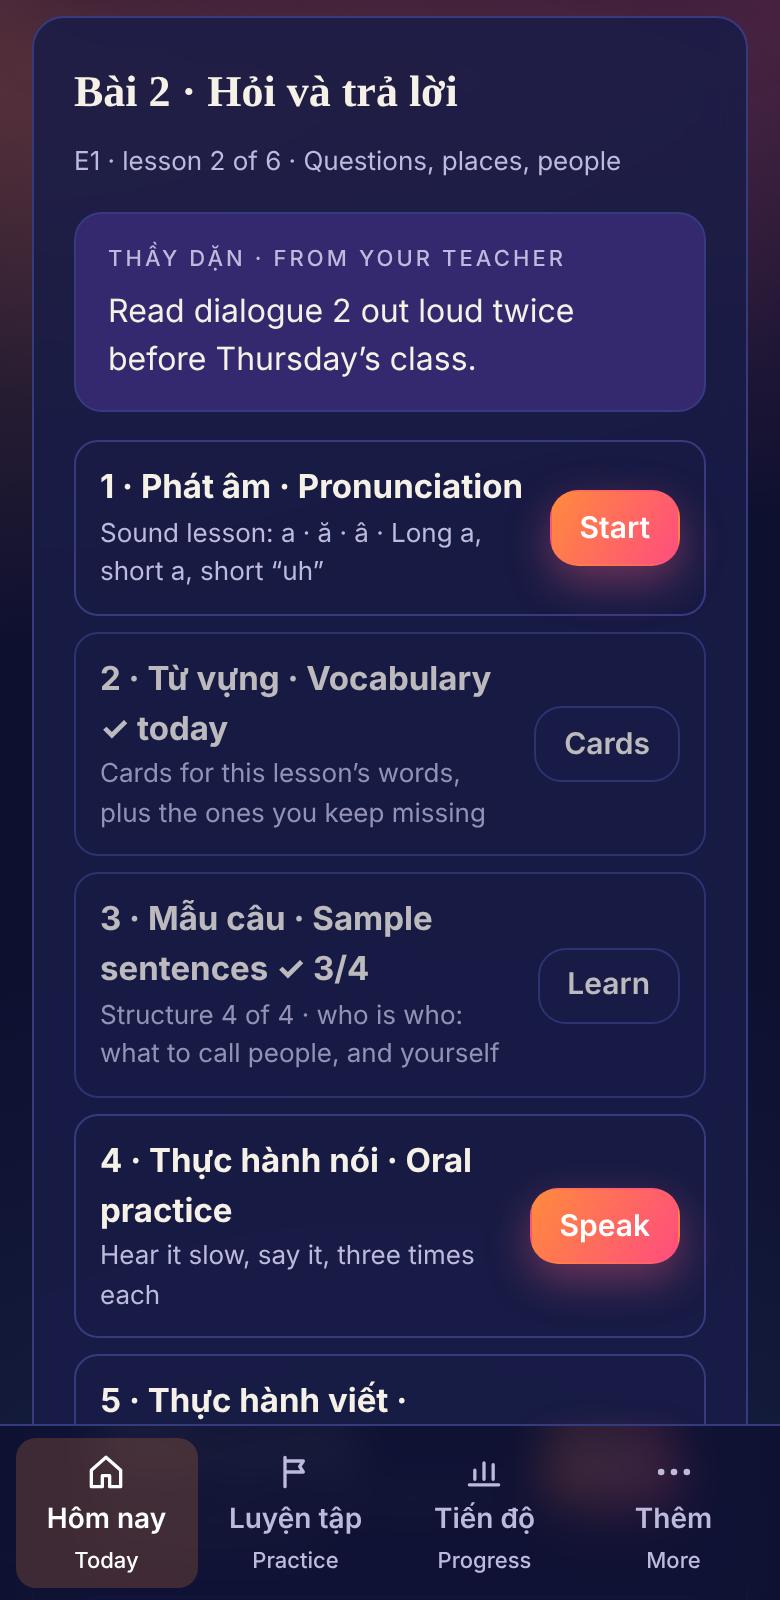 Bài 2 · Hỏi và trả lời
E1 · lesson 2 of 6 · Questions, places, people
THẦY DẶN · FROM YOUR TEACHER
Read dialogue 2 out loud twice
before Thursday’s class.
1 · Phát âm · Pronunciation
Sound lesson: a · ă · â · Long a,
short a, short “uh”
Start
2 · Từ vựng · Vocabulary
✓ today
Cards for this lesson’s words,
plus the ones you keep missing
Cards
3 · Mẫu câu · Sample
sentences ✓ 3/4
Structure 4 of 4 · who is who:
what to call people, and yourself
Learn
4 · Thực hành nói · Oral
practice
Hear it slow, say it, three times
each
Speak
5 · Thực hành viết ·
Hôm nay
Today
Luyện tập
Practice
Tiến độ
Progress
Thêm
More